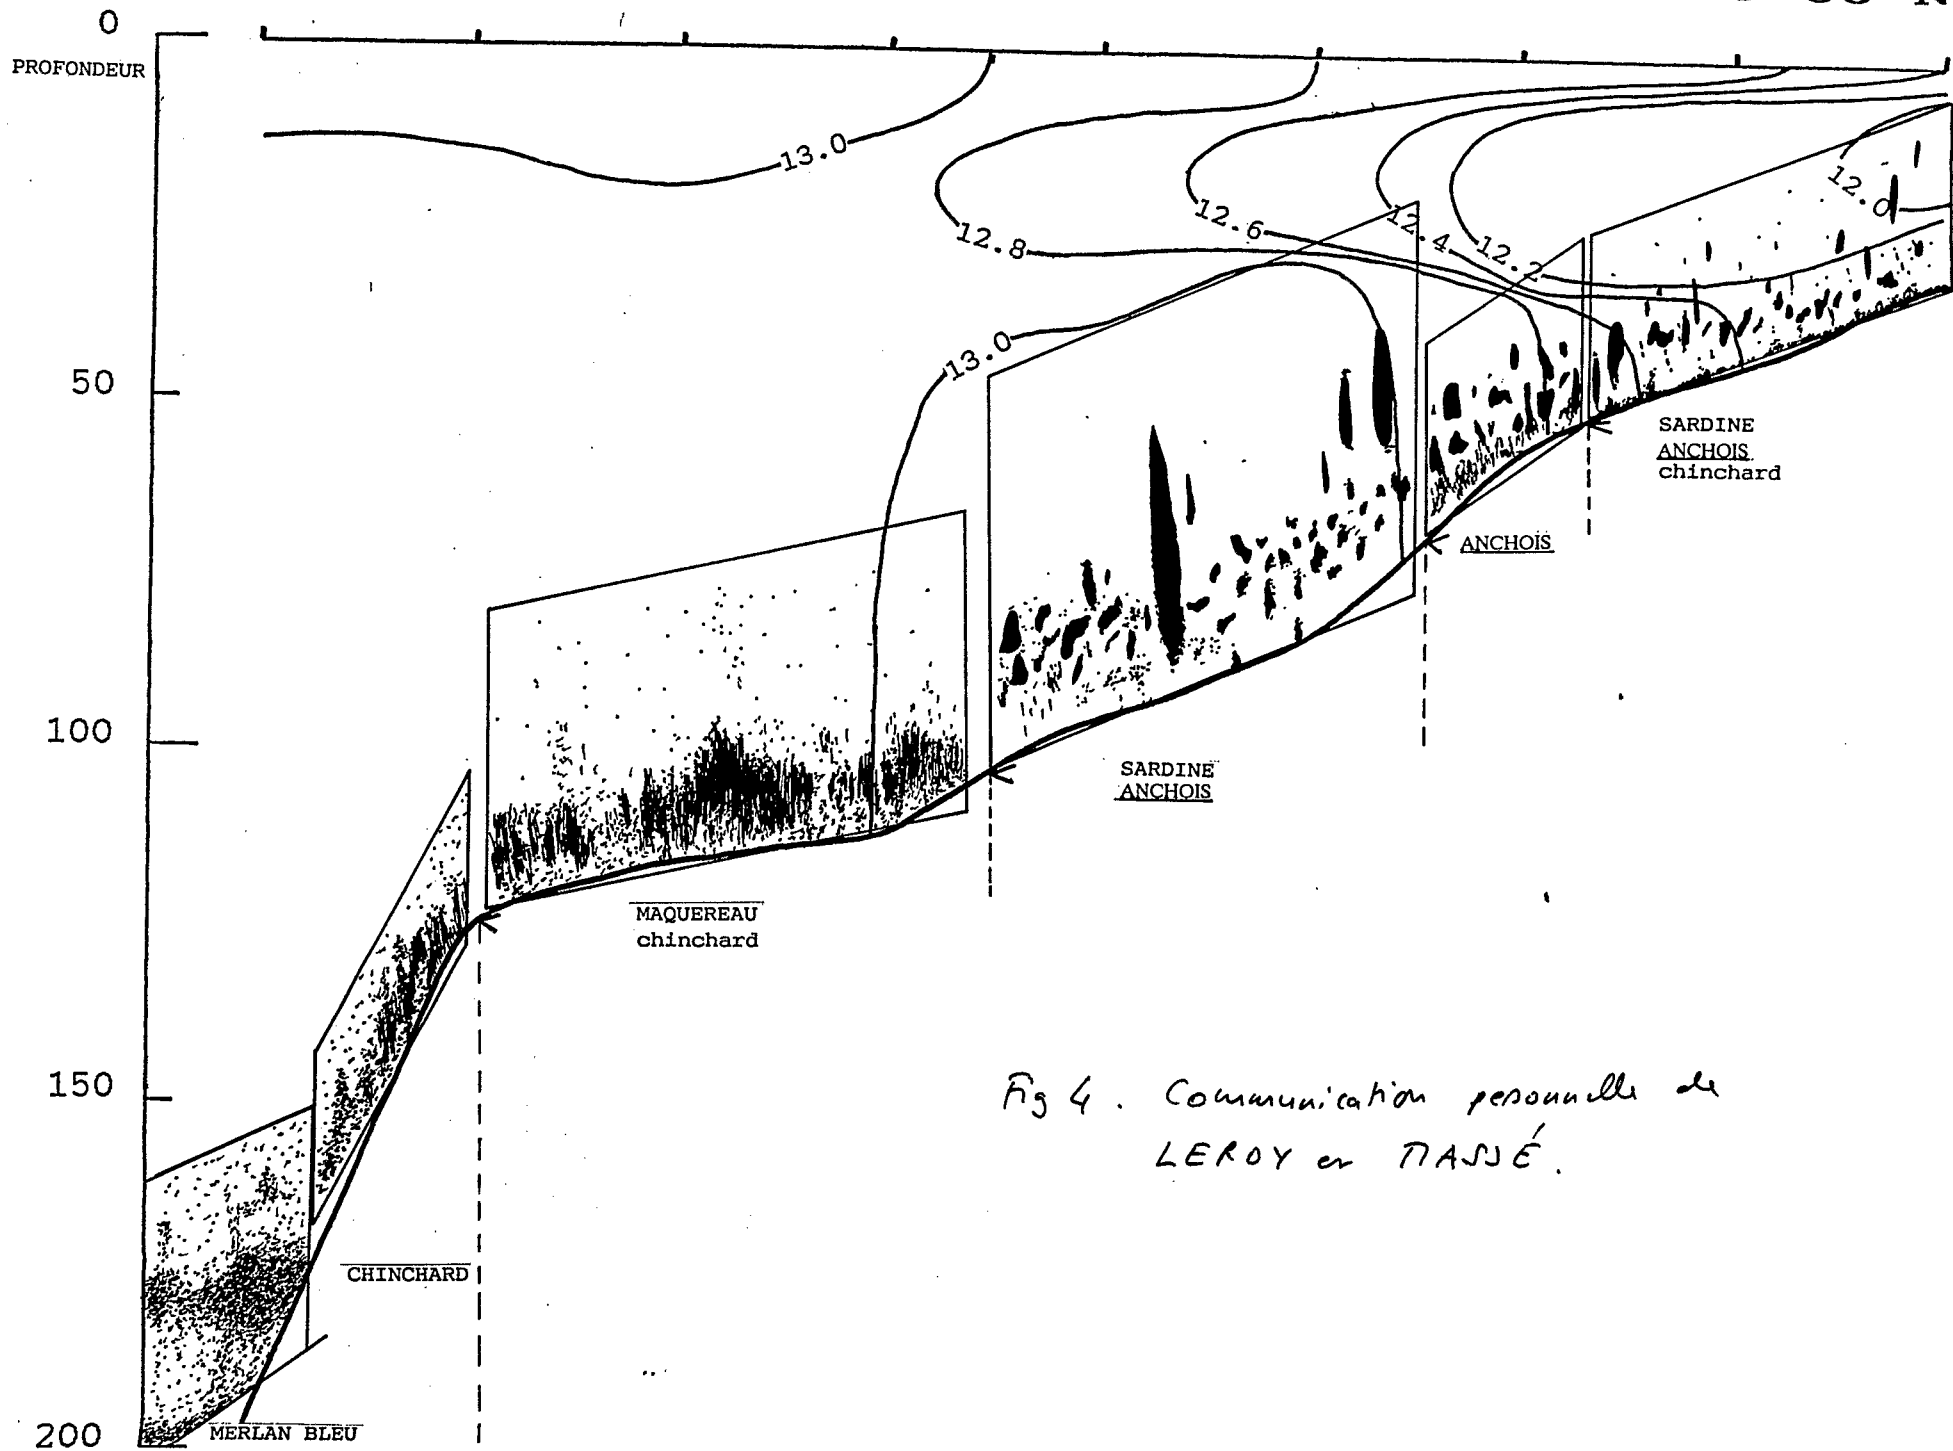 0
PROFONDEUR
13.0
12.8
12.6
12.4
12.2
12.0
13.0
50
SARDINE
ANCHOIS
chinchard
ANCHOIS
100
SARDINE
ANCHOIS
MAQUEREAU
chinchard
150
Fig 4. Communication personnelle de
LEROY et MASSÉ.
CHINCHARD
MERLAN BLEU
200